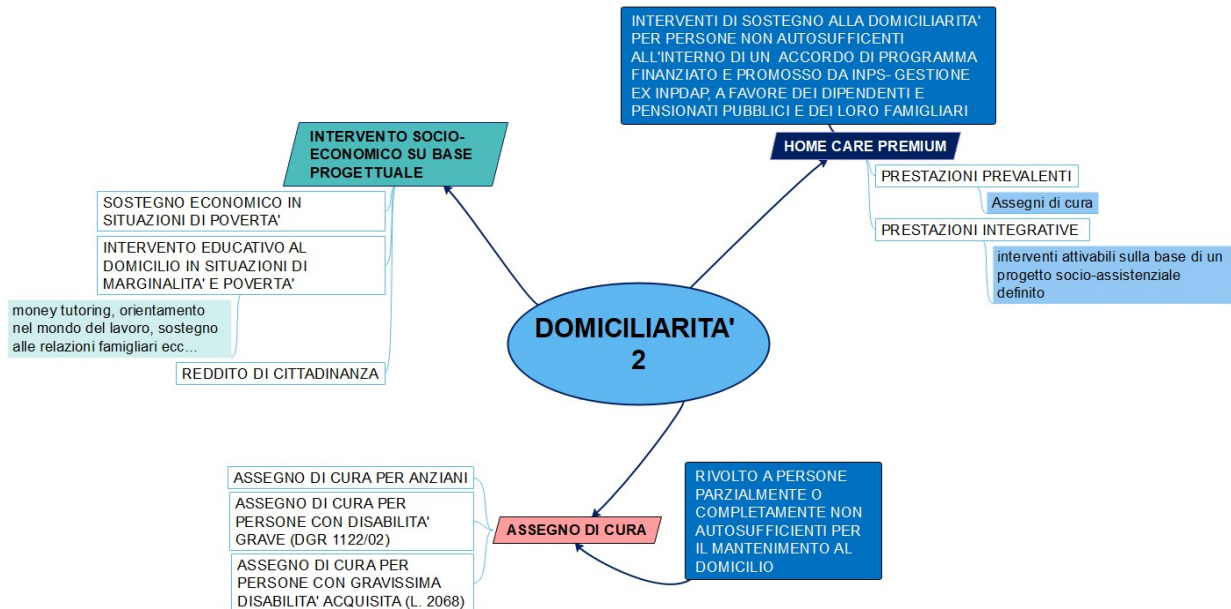 INTERVENTI DI SOSTEGNO ALLA DOMICILIARITA'
PER PERSONE NON AUTOSUFFICENTI
ALL'INTERNO DI UN ACCORDO DI PROGRAMMA
FINANZIATO E PROMOSSO DA INPS- GESTIONE
EX INPDAP, A FAVORE DEI DIPENDENTI E
PENSIONATI PUBBLICI E DEI LORO FAMIGLIARI
HOME CARE PREMIUM
PRESTAZIONI PREVALENTI
Assegni di cura
PRESTAZIONI INTEGRATIVE
interventi attivabili sulla base di un
progetto socio-assistenziale
definito
INTERVENTO SOCIO-
ECONOMICO SU BASE
PROGETTUALE
SOSTEGNO ECONOMICO IN
SITUAZIONI DI POVERTA'
INTERVENTO EDUCATIVO AL
DOMICILIO IN SITUAZIONI DI
MARGINALITA' E POVERTA'
money tutoring, orientamento
nel mondo del lavoro, sostegno
alle relazioni famigliari ecc...
REDDITO DI CITTADINANZA
DOMICILIARITA'
2
ASSEGNO DI CURA PER ANZIANI
ASSEGNO DI CURA PER
PERSONE CON DISABILITA'
GRAVE (DGR 1122/02)
ASSEGNO DI CURA PER
PERSONE CON GRAVISSIMA
DISABILITA' ACQUISITA (L. 2068)
ASSEGNO DI CURA
RIVOLTO A PERSONE
PARZIALMENTE O
COMPLETAMENTE NON
AUTOSUFFICIENTI PER
IL MANTENIMENTO AL
DOMICILIO